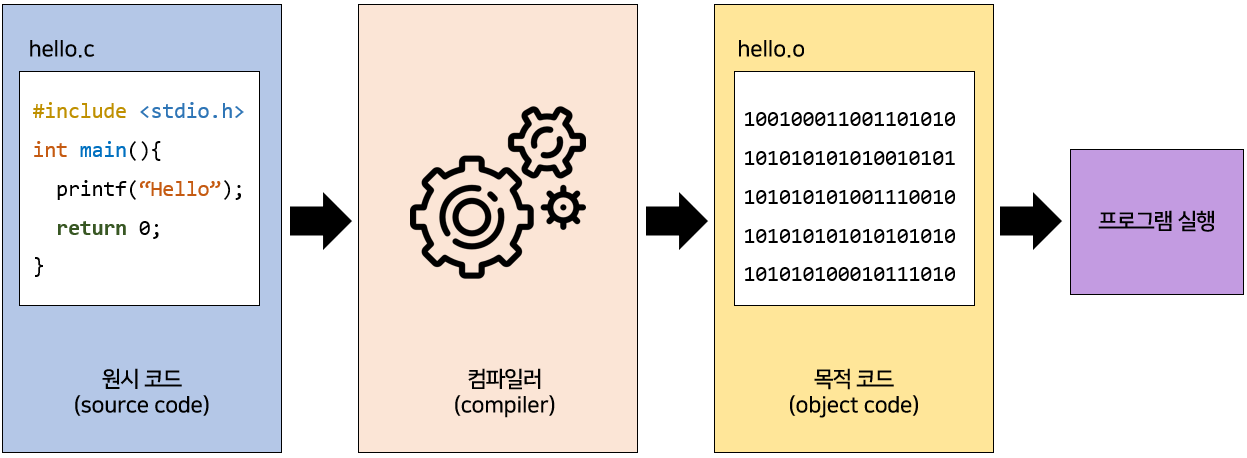 hello.c
#include <stdio.h>
int main(){
printf(“Hello”);
return 0;
}
원시 코드
(source code)
컴파일러
(compiler)
hello.o
100100011001101010
101010101010010101
101010101001110010
101010101010101010
101010100010111010
목적 코드
(object code)
프로그램 실행